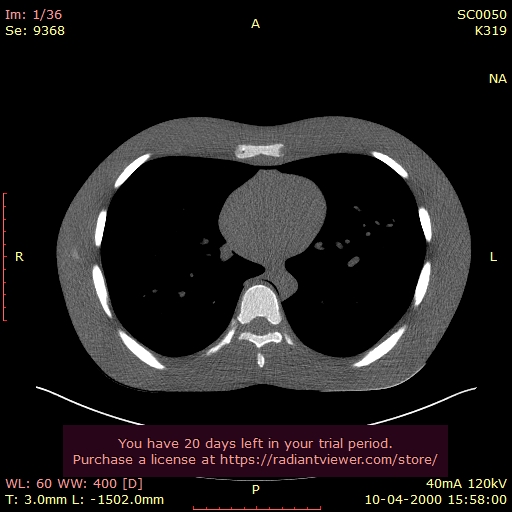 Im: 1/36
Se: 9368
A
SC0050
K319
NA
R
L
You have 20 days left in your trial period.
Purchase a license at https://radiantviewer.com/store/
WL: 60 WW: 400 [D]
T: 3.0mm L: -1502.0mm
P
40mA 120kV
10-04-2000 15:58:00